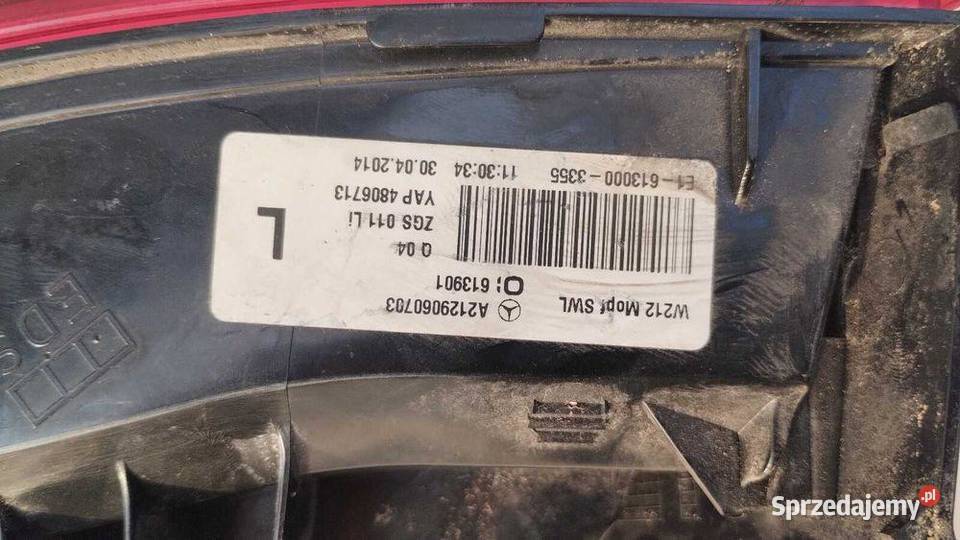 W212 Mopf SWL A2129060703
O: 613901
Q 04
ZGS 011 Li
YAP 4806713
E1-613000-3355 11:30:34 30.04.2014
L
Sprzedajemy.pl